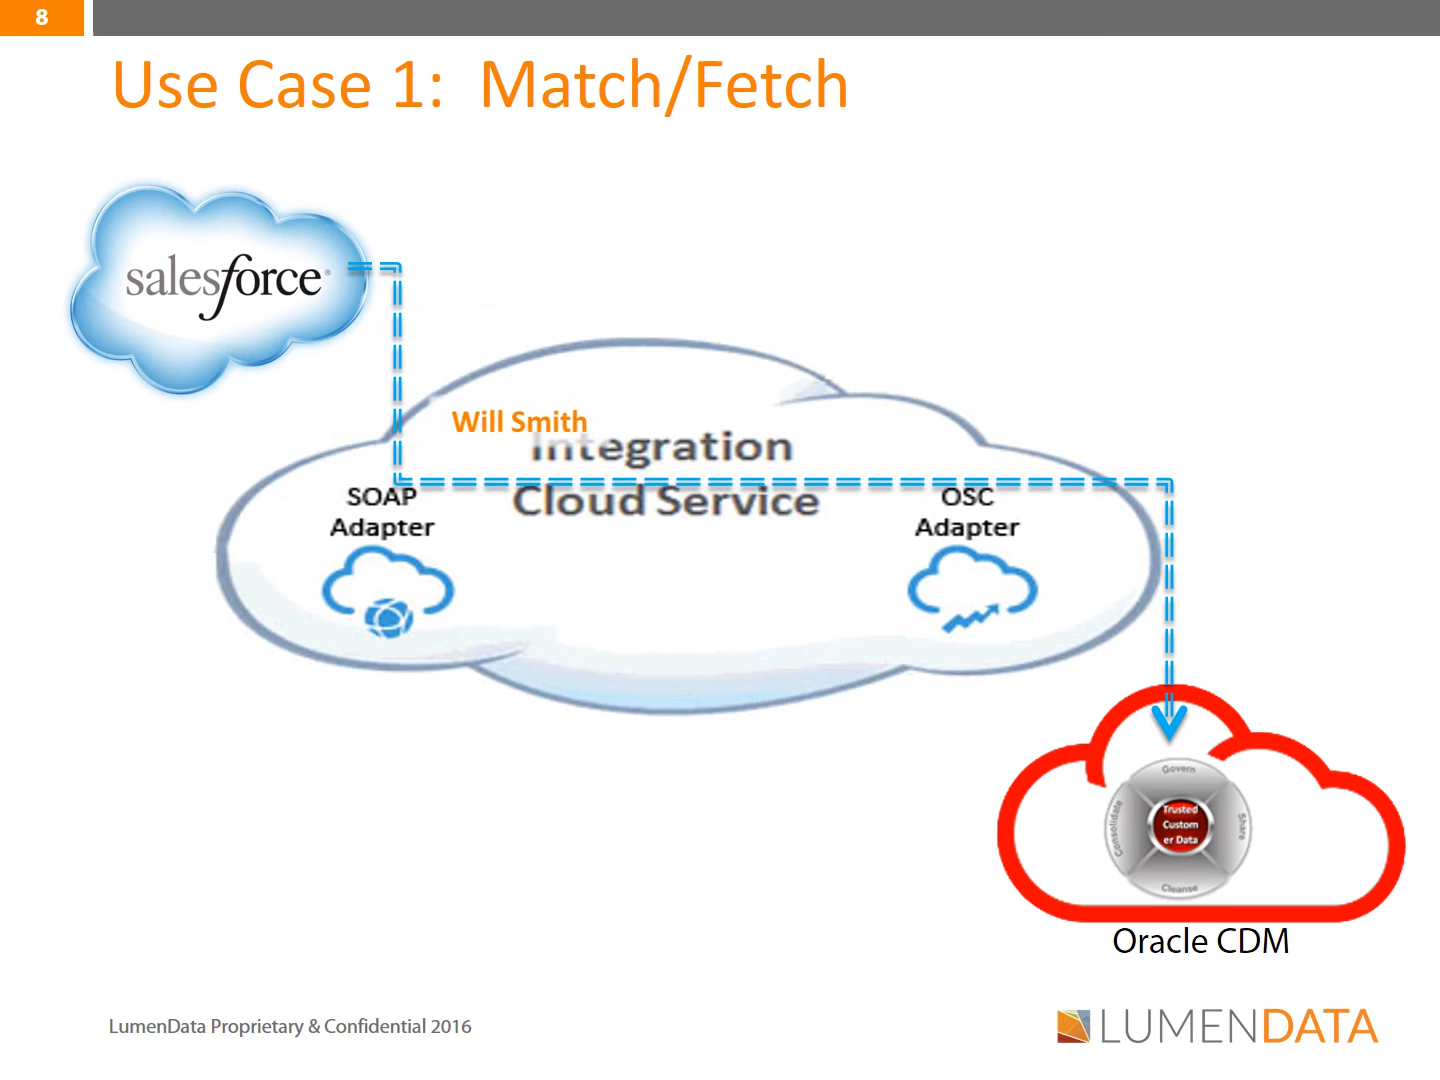 8
Use Case 1:  Match/Fetch
salesforce®
Will Smith
Integration
Cloud Service
SOAP
Adapter
OSC
Adapter
Govern
Consolidate
Trusted
Custom
er Data
Share
Cleanse
Oracle CDM
LumenData Proprietary & Confidential 2016
LUMENDATA